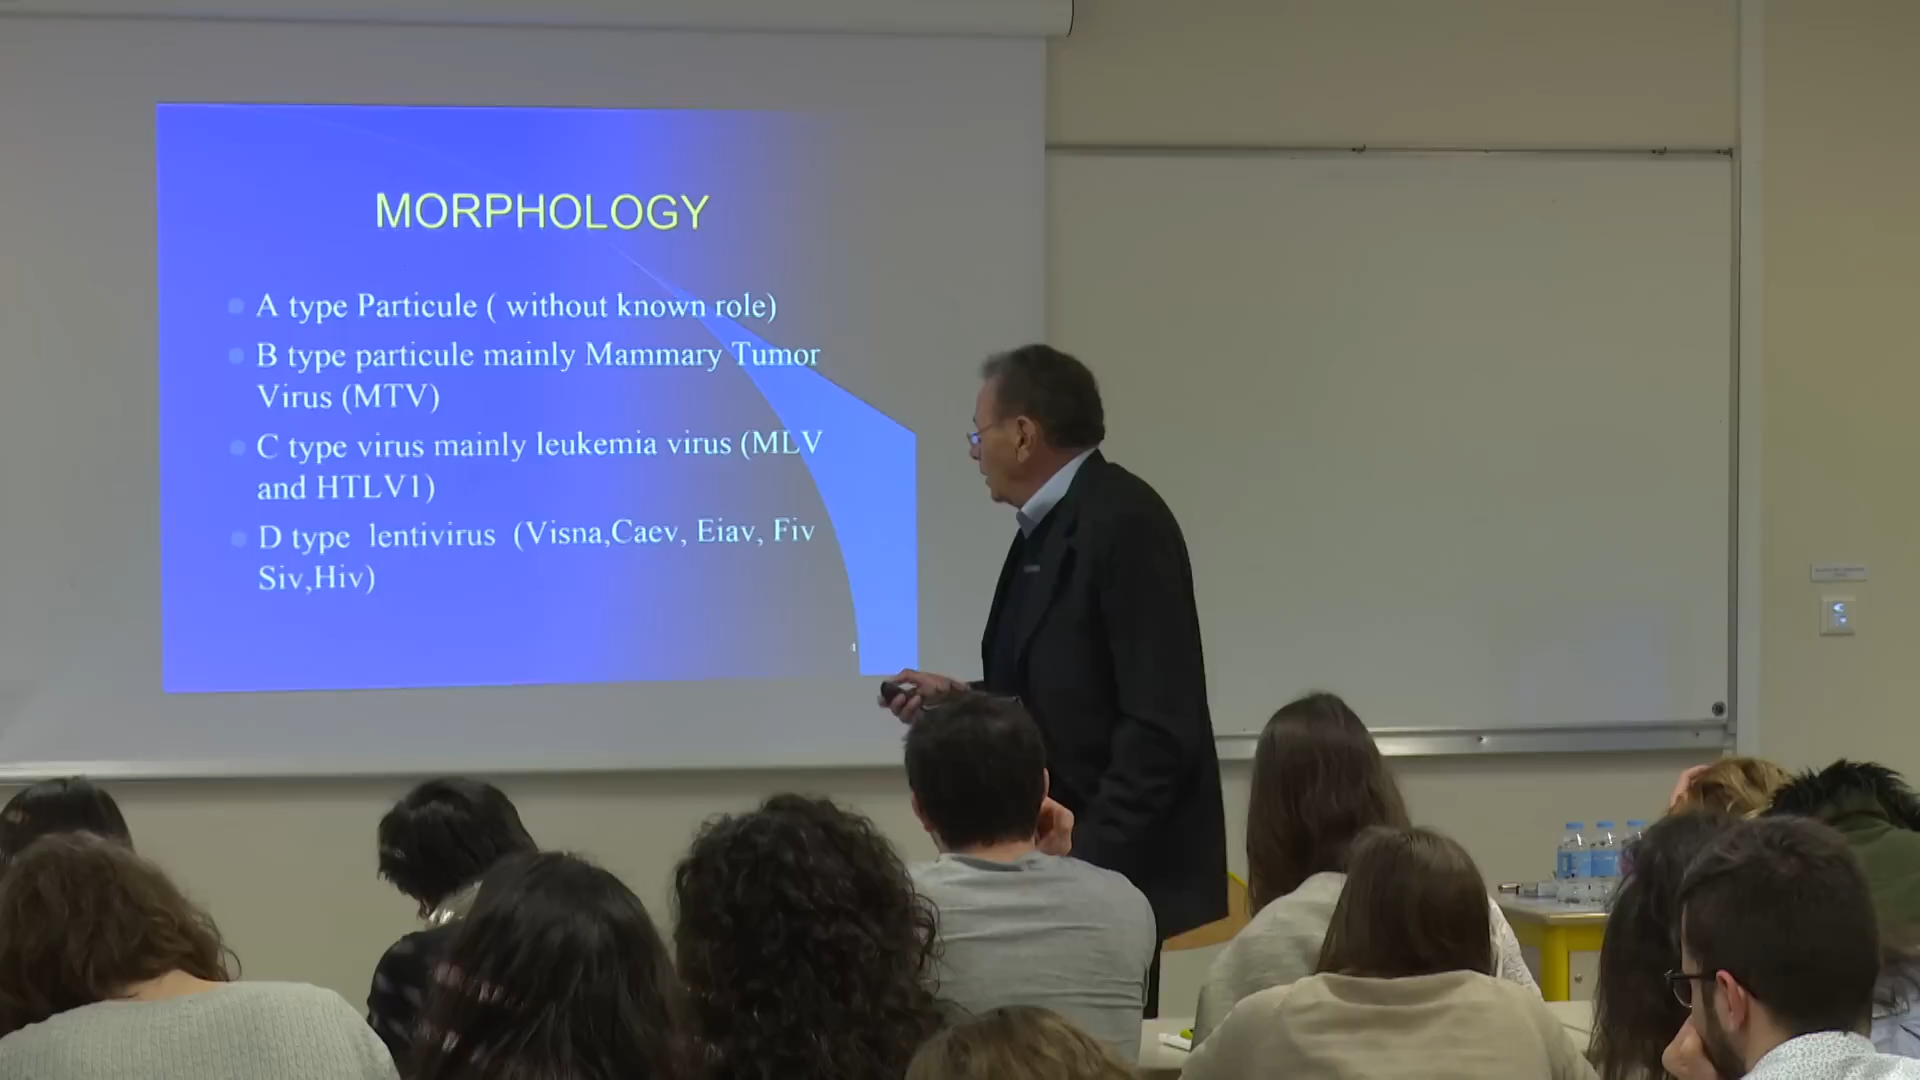 MORPHOLOGY
A type Particule ( without known role)
B type particule mainly Mammary Tumor
Virus (MTV)
C type virus mainly leukemia virus (MLV
and HTLV1)
D type lentivirus (Visna,Caev, Eiav, Fiv
Siv,Hiv)